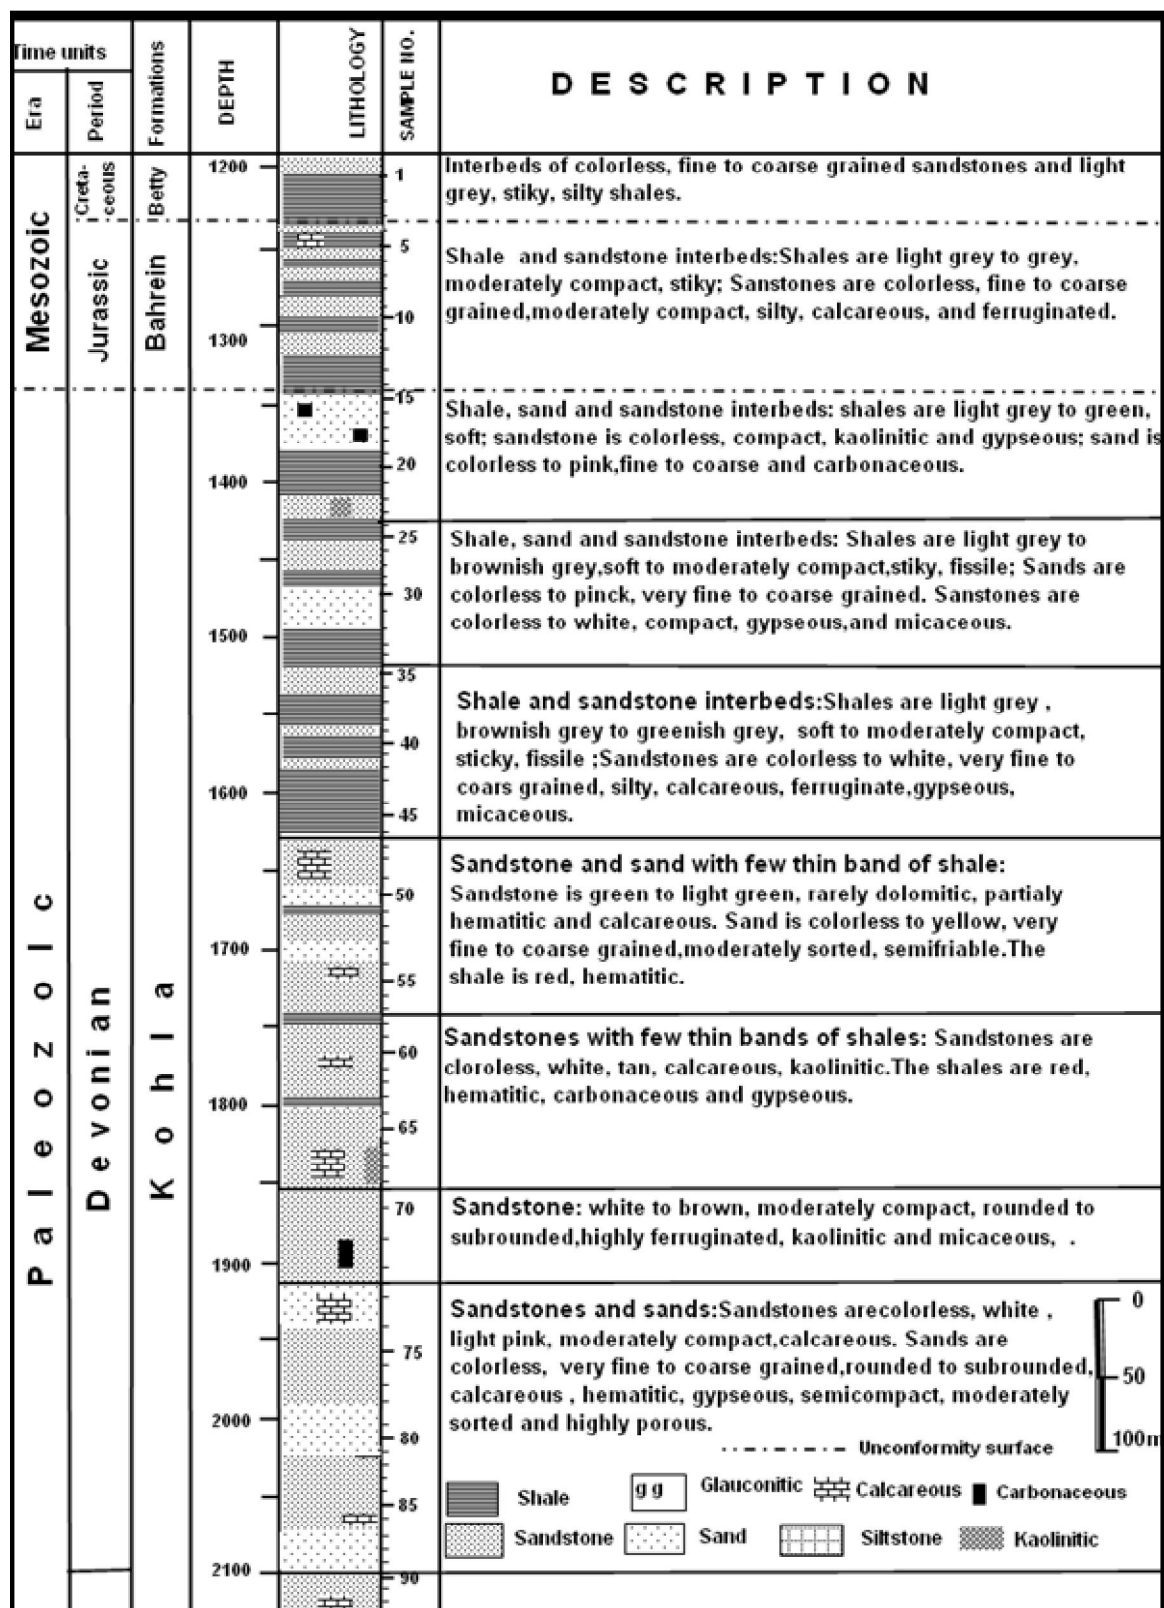 Time units
Era
Period
Formations
DEPTH
LITHOLOGY
SAMPLE NO.
D E S C R I P T I O N
Mesozoic
Creta-
-ceous
Betty
Jurassic
Bahrein
P a l e o z o I c
D e v o n i a n
K o h l a
1200
1300
1400
1500
1600
1700
1800
1900
2000
2100
1
5
10
15
20
25
30
35
40
45
50
55
60
65
70
75
80
85
90
Interbeds of colorless, fine to coarse grained sandstones and light
grey, stiky, silty shales.
Shale and sandstone interbeds:Shales are light grey to grey,
moderately compact, stiky; Sanstones are colorless, fine to coarse
grained,moderately compact, silty, calcareous, and ferruginated.
Shale, sand and sandstone interbeds: shales are light grey to green,
soft; sandstone is colorless, compact, kaolinitic and gypseous; sand is
colorless to pink,fine to coarse and carbonaceous.
Shale, sand and sandstone interbeds: Shales are light grey to
brownish grey,soft to moderately compact,stiky, fissile; Sands are
colorless to pinck, very fine to coarse grained. Sanstones are
colorless to white, compact, gypseous,and micaceous.
Shale and sandstone interbeds:Shales are light grey ,
brownish grey to greenish grey, soft to moderately compact,
sticky, fissile ;Sandstones are colorless to white, very fine to
coars grained, silty, calcareous, ferruginate,gypseous,
micaceous.
Sandstone and sand with few thin band of shale:
Sandstone is green to light green, rarely dolomitic, partialy
hematitic and calcareous. Sand is colorless to yellow, very
fine to coarse grained,moderately sorted, semifriable.The
shale is red, hematitic.
Sandstones with few thin bands of shales: Sandstones are
cloroless, white, tan, calcareous, kaolinitic.The shales are red,
hematitic, carbonaceous and gypseous.
Sandstone: white to brown, moderately compact, rounded to
subrounded,highly ferruginated, kaolinitic and micaceous, .
Sandstones and sands:Sandstones arecolorless, white ,
light pink, moderately compact,calcareous. Sands are
colorless, very fine to coarse grained,rounded to subrounded,
calcareous , hematitic, gypseous, semicompact, moderately
sorted and highly porous.
0
50
100m
Unconformity surface
Shale
g g
Glauconitic
Calcareous
Carbonaceous
Sandstone
Sand
Siltstone
Kaolinitic